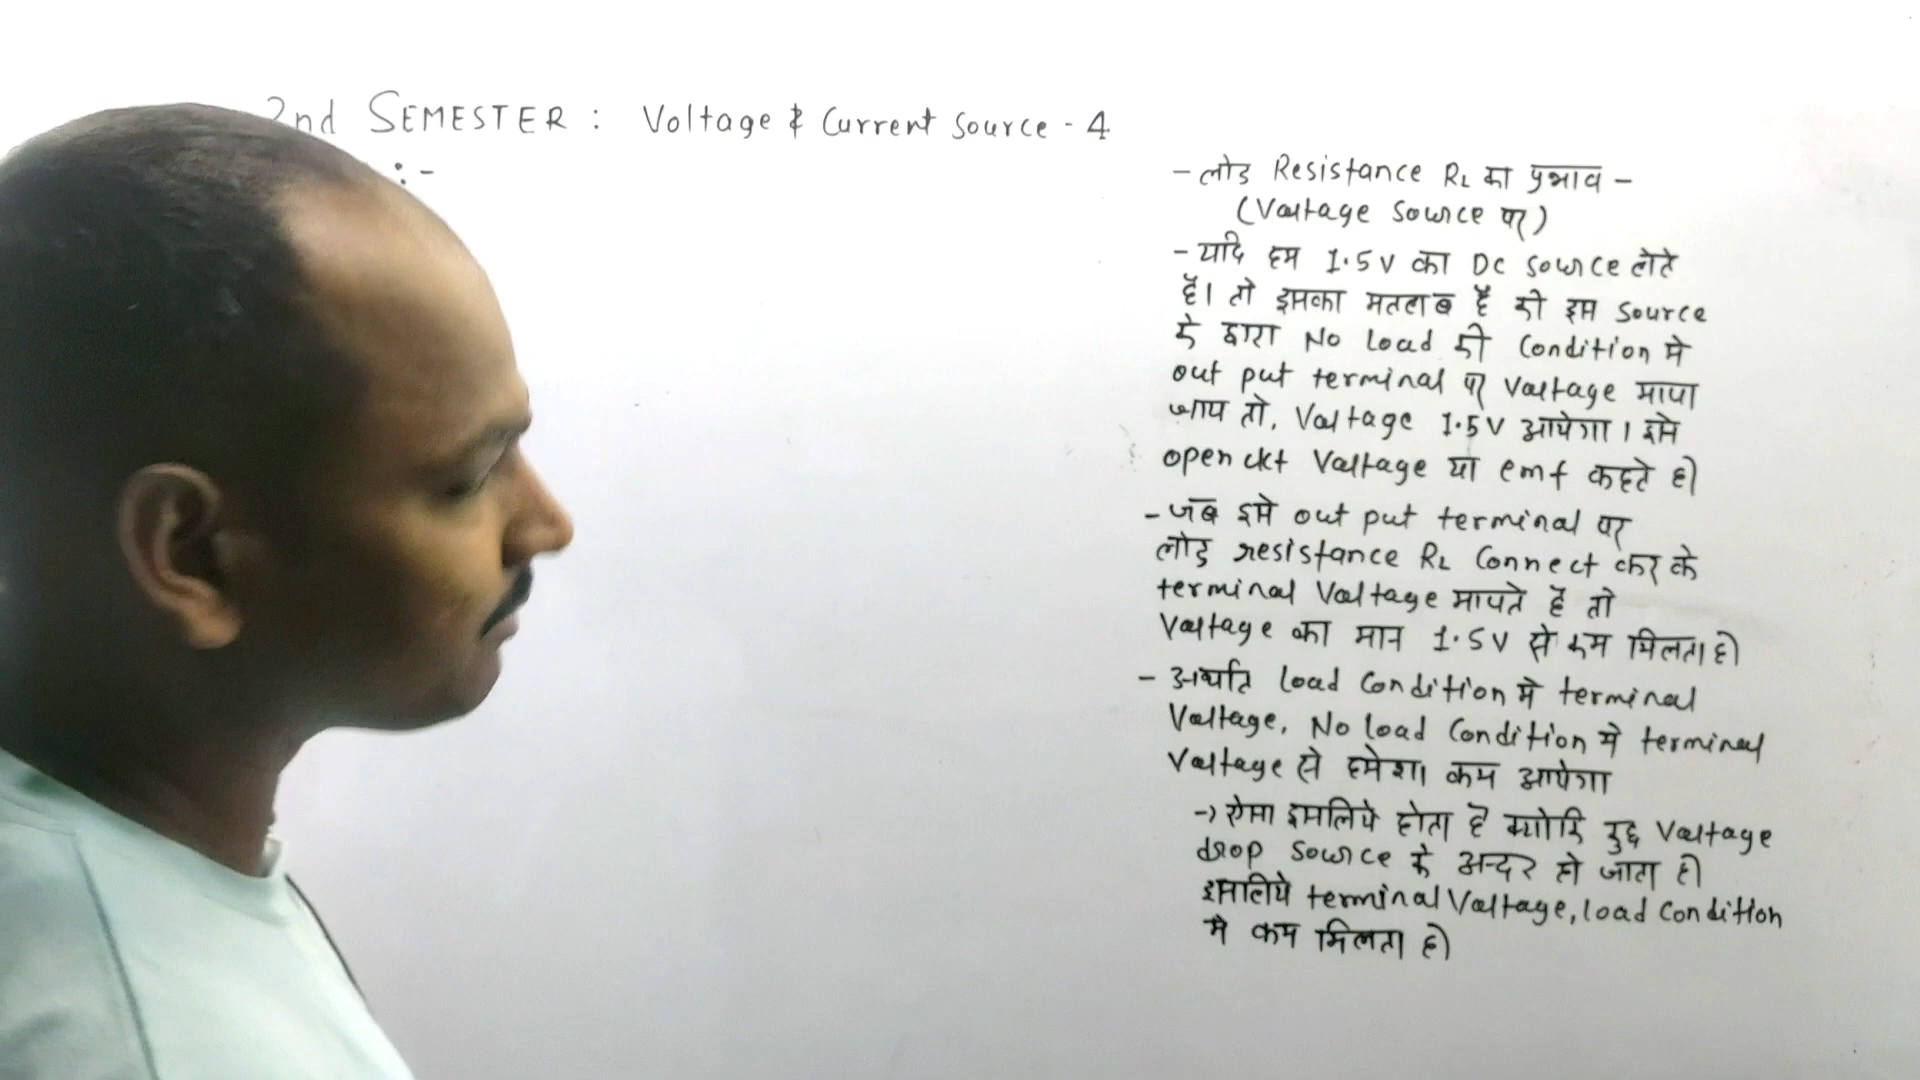 2nd SEMESTER : Voltage & Current Source - 4
:-
- लोड Resistance RL का प्रभाव -
(Voltage Source पर)
- यदि हम 1.5V का DC Source लेते
हैं। तो इसका मतलब है की इस Source
के द्वारा No Load की Condition मे
out put terminal पर Voltage मापा
जाय तो, Voltage 1.5V आयेगा । इसे
open ckt Voltage या emf कहते है।
- जब इसे out put terminal पर
लोड resistance RL Connect कर के
terminal Voltage मापते हैं तो
Voltage का मान 1.5V से कम मिलता है।
- अर्थात load Condition मे terminal
Voltage, No load Condition मे terminal
Voltage से हमेशा कम आयेगा
-> ऐसा इसलिये होता है क्योकि कुछ Voltage
drop Source के अन्दर हो जाता है।
इसलिये terminal Voltage, load Condition
मे कम मिलता है।